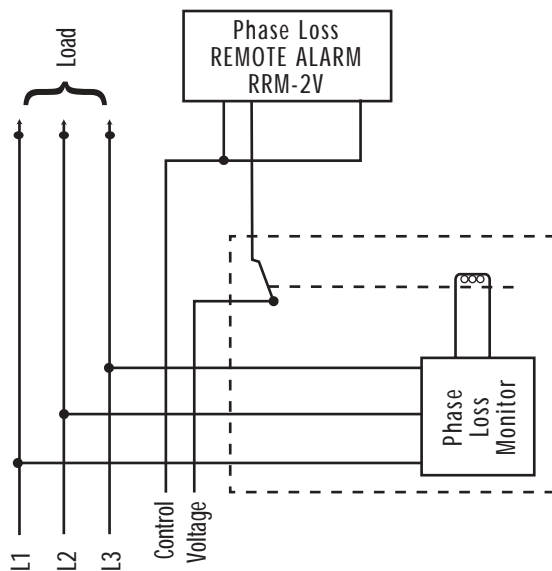 Phase Loss
REMOTE ALARM
RRM-2V
Load
Phase
Loss
Monitor
L1
L2
L3
Control
Voltage